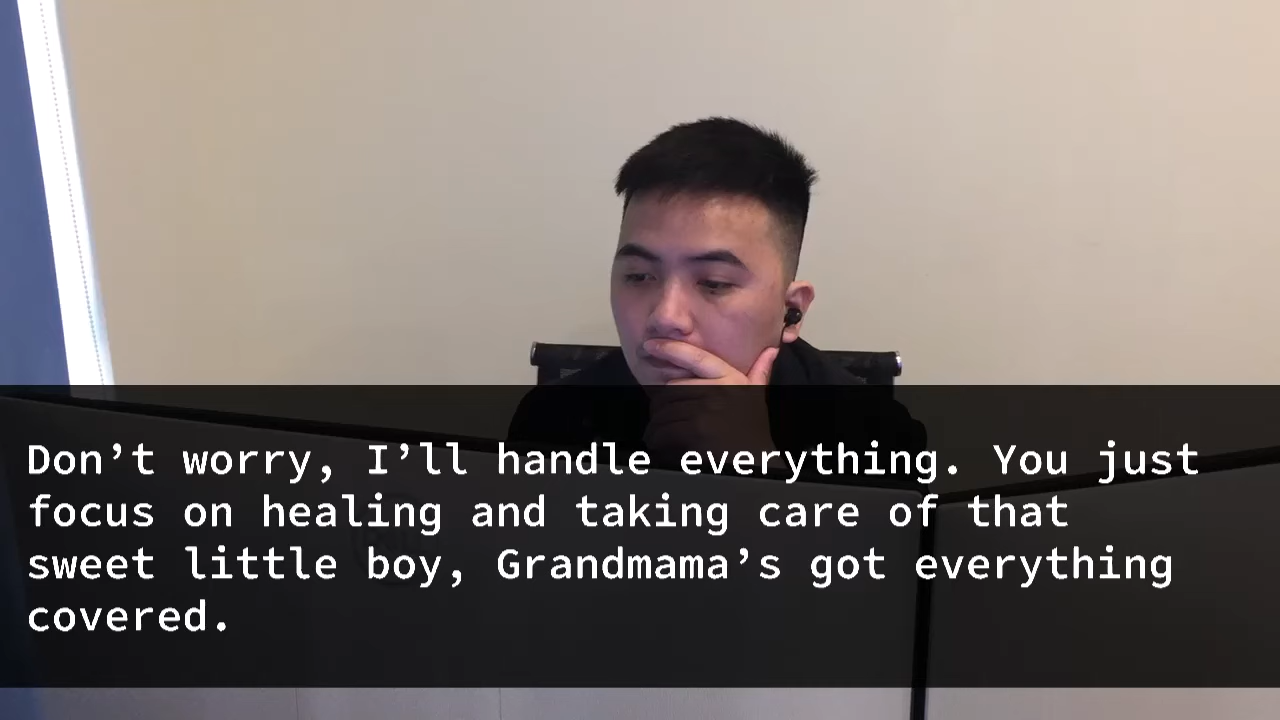 Don’t worry, I’ll handle everything. You just
focus on healing and taking care of that
sweet little boy, Grandmama’s got everything
covered.